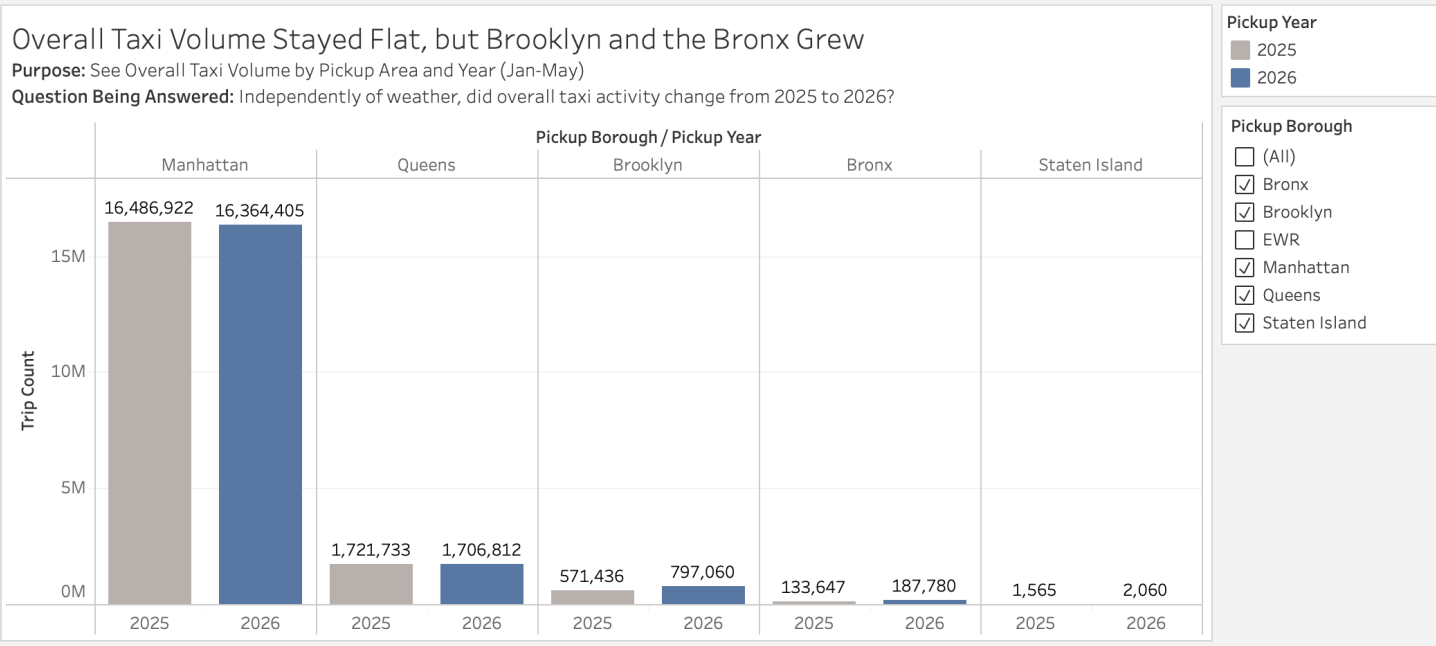 Overall Taxi Volume Stayed Flat, but Brooklyn and the Bronx Grew
Purpose: See Overall Taxi Volume by Pickup Area and Year (Jan-May)
Question Being Answered: Independently of weather, did overall taxi activity change from 2025 to 2026?
Pickup Borough / Pickup Year
Manhattan Queens Brooklyn Bronx Staten Island
16,486,922 16,364,405
15M
10M
Trip Count
5M
1,721,733 1,706,812
571,436 797,060
133,647 187,780
1,565 2,060
0M
2025 2026 2025 2026 2025 2026 2025 2026 2025 2026
Pickup Year
2025
2026
Pickup Borough
(All)
Bronx
Brooklyn
EWR
Manhattan
Queens
Staten Island